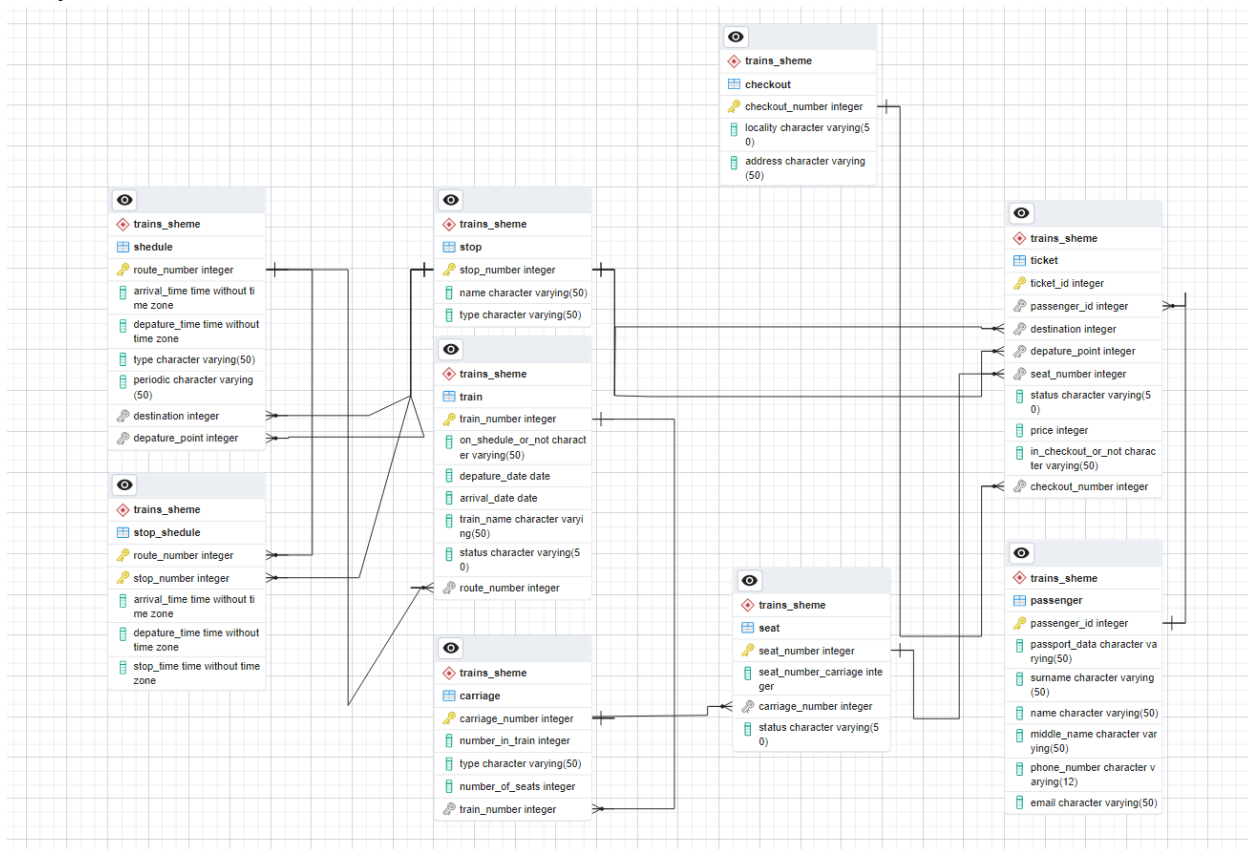 trains_sheme
checkout
checkout_number integer
locality character varying(5
0)
address character varying
(50)
trains_sheme
shedule
route_number integer
arrival_time time without ti
me zone
depature_time time without
time zone
type character varying(50)
periodic character varying
(50)
destination integer
depature_point integer
trains_sheme
stop
stop_number integer
name character varying(50)
type character varying(50)
trains_sheme
ticket
ticket_id integer
passenger_id integer
destination integer
depature_point integer
seat_number integer
status character varying(5
0)
price integer
in_checkout_or_not charac
ter varying(50)
checkout_number integer
trains_sheme
train
train_number integer
on_shedule_or_not charact
er varying(50)
depature_date date
arrival_date date
train_name character varyi
ng(50)
status character varying(5
0)
route_number integer
trains_sheme
stop_shedule
route_number integer
stop_number integer
arrival_time time without ti
me zone
depature_time time without
time zone
stop_time time without time
zone
trains_sheme
carriage
carriage_number integer
number_in_train integer
type character varying(50)
number_of_seats integer
train_number integer
trains_sheme
seat
seat_number integer
seat_number_carriage inte
ger
carriage_number integer
status character varying(5
0)
trains_sheme
passenger
passenger_id integer
passport_data character va
rying(50)
surname character varying
(50)
name character varying(50)
middle_name character var
ying(50)
phone_number character v
arying(12)
email character varying(50)